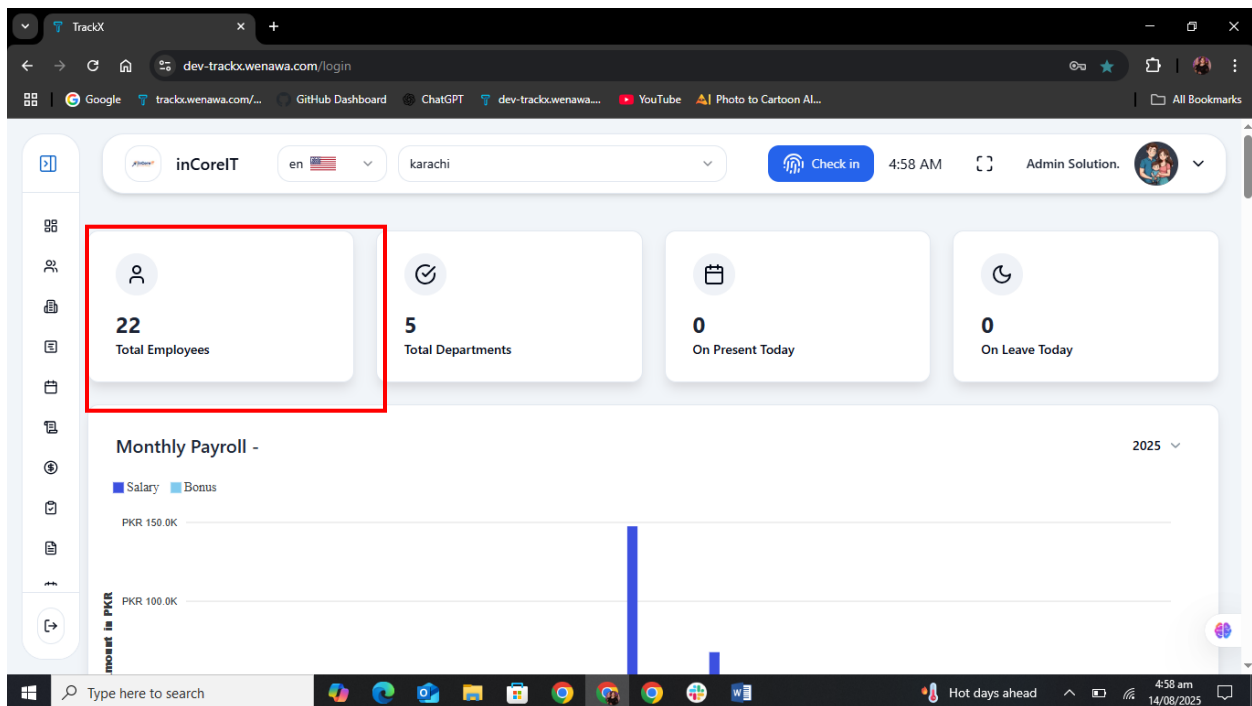 TrackX
dev-trackx.wenawa.com/login
Google trackx.wenawa.com/... GitHub Dashboard ChatGPT dev-trackx.wenawa.... YouTube Photo to Cartoon AI... All Bookmarks
inCoreIT en karachi Check in 4:58 AM Admin Solution.
22
Total Employees
5
Total Departments
0
On Present Today
0
On Leave Today
Monthly Payroll -
2025
Salary Bonus
PKR 150.0K
PKR 100.0K
mount in PKR
Type here to search
Hot days ahead
4:58 am
14/08/2025